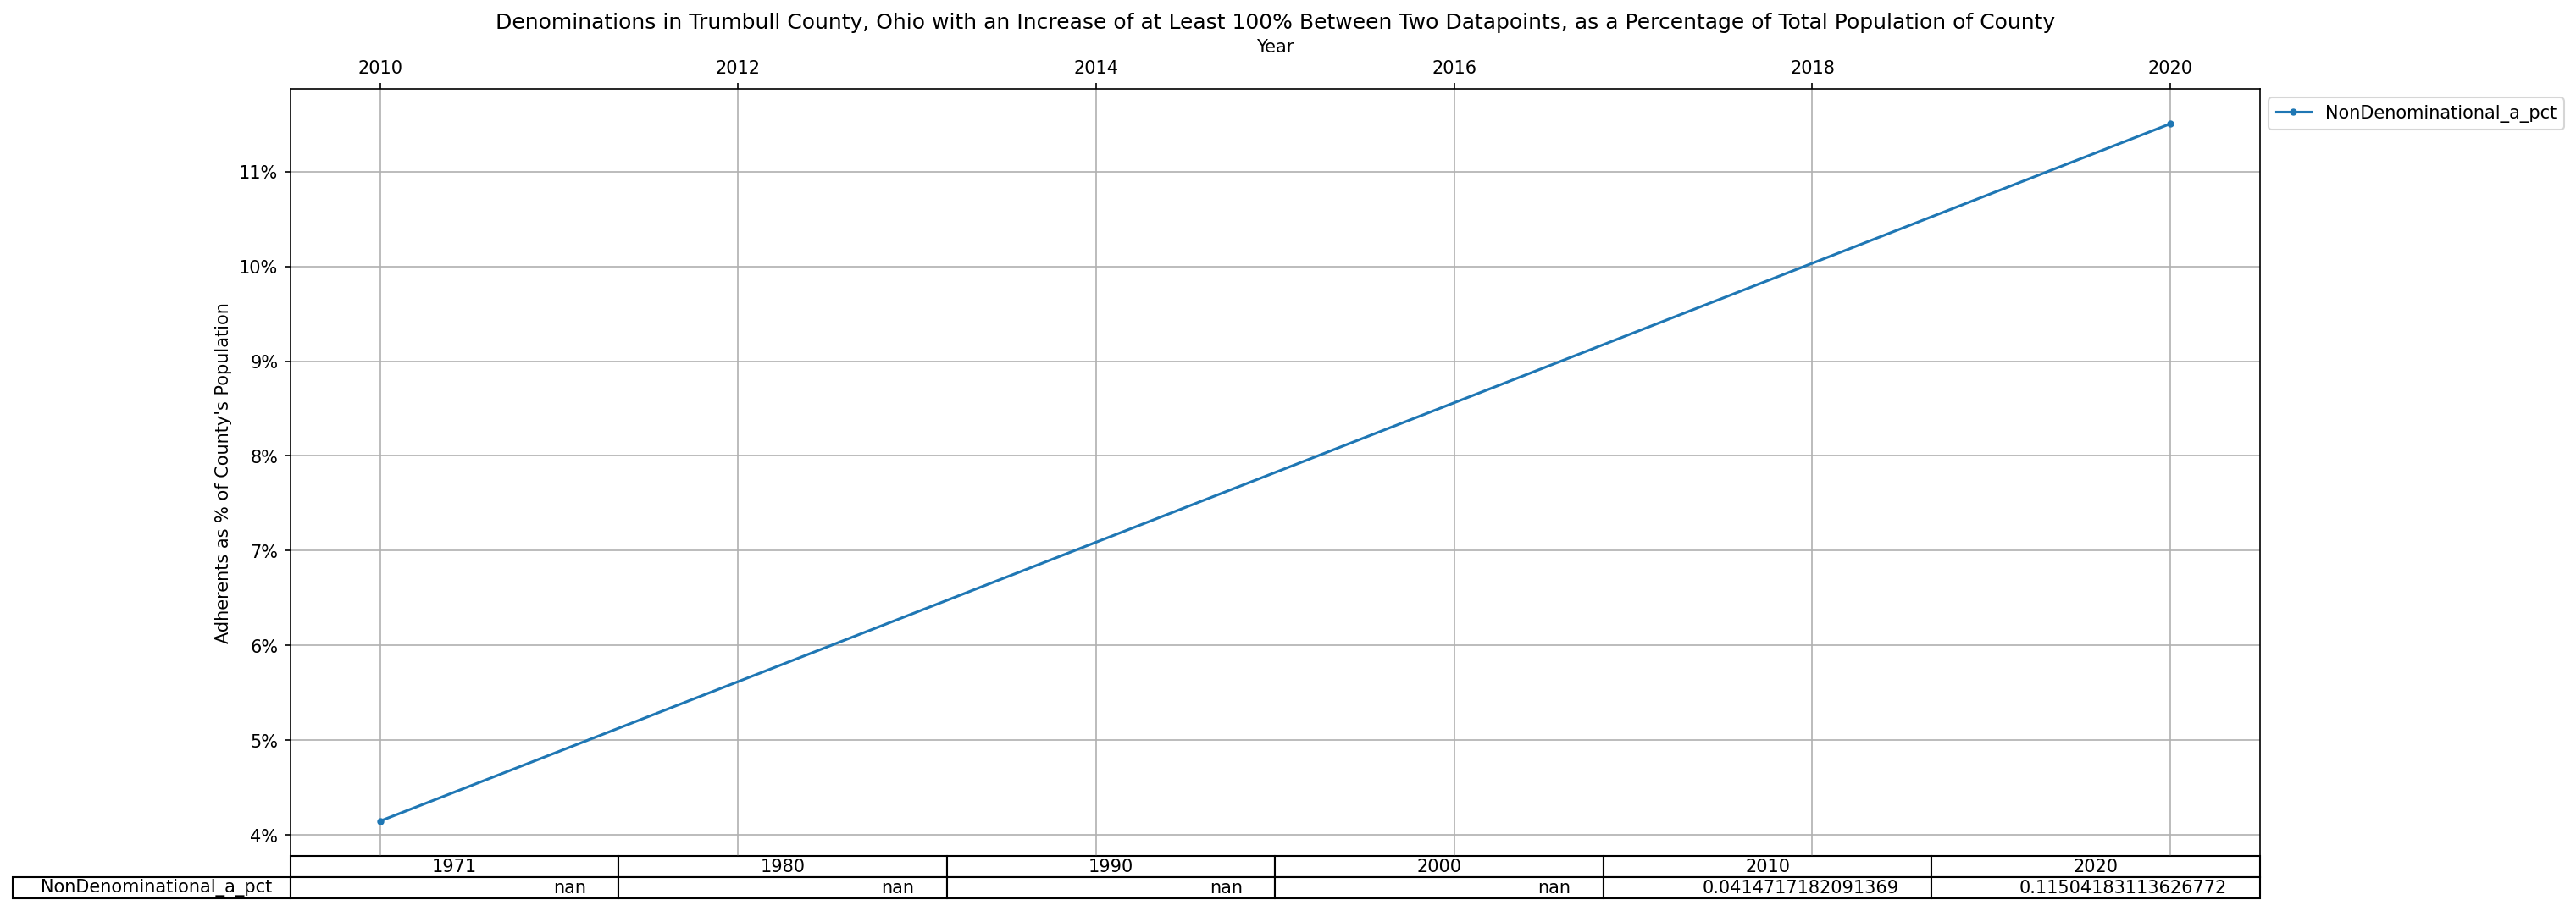 Denominations in Trumbull County, Ohio with an Increase of at Least 100% Between Two Datapoints, as a Percentage of Total Population of County
Year
2010 2012 2014 2016 2018 2020
NonDenominational_a_pct
11%
10%
9%
8%
7%
6%
5%
4%
Adherents as % of County's Population
1971 1980 1990 2000 2010 2020
NonDenominational_a_pct nan nan nan nan 0.0414717182091369 0.11504183113626772